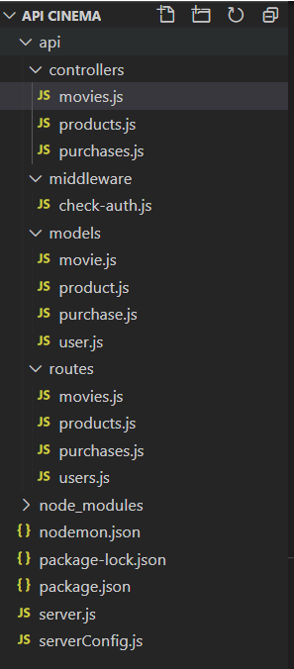 API CINEMA
api
controllers
JS movies.js
JS products.js
JS purchases.js
middleware
JS check-auth.js
models
JS movie.js
JS product.js
JS purchase.js
JS user.js
routes
JS movies.js
JS products.js
JS purchases.js
JS users.js
node_modules
{} nodemon.json
{} package-lock.json
{} package.json
JS server.js
JS serverConfig.js